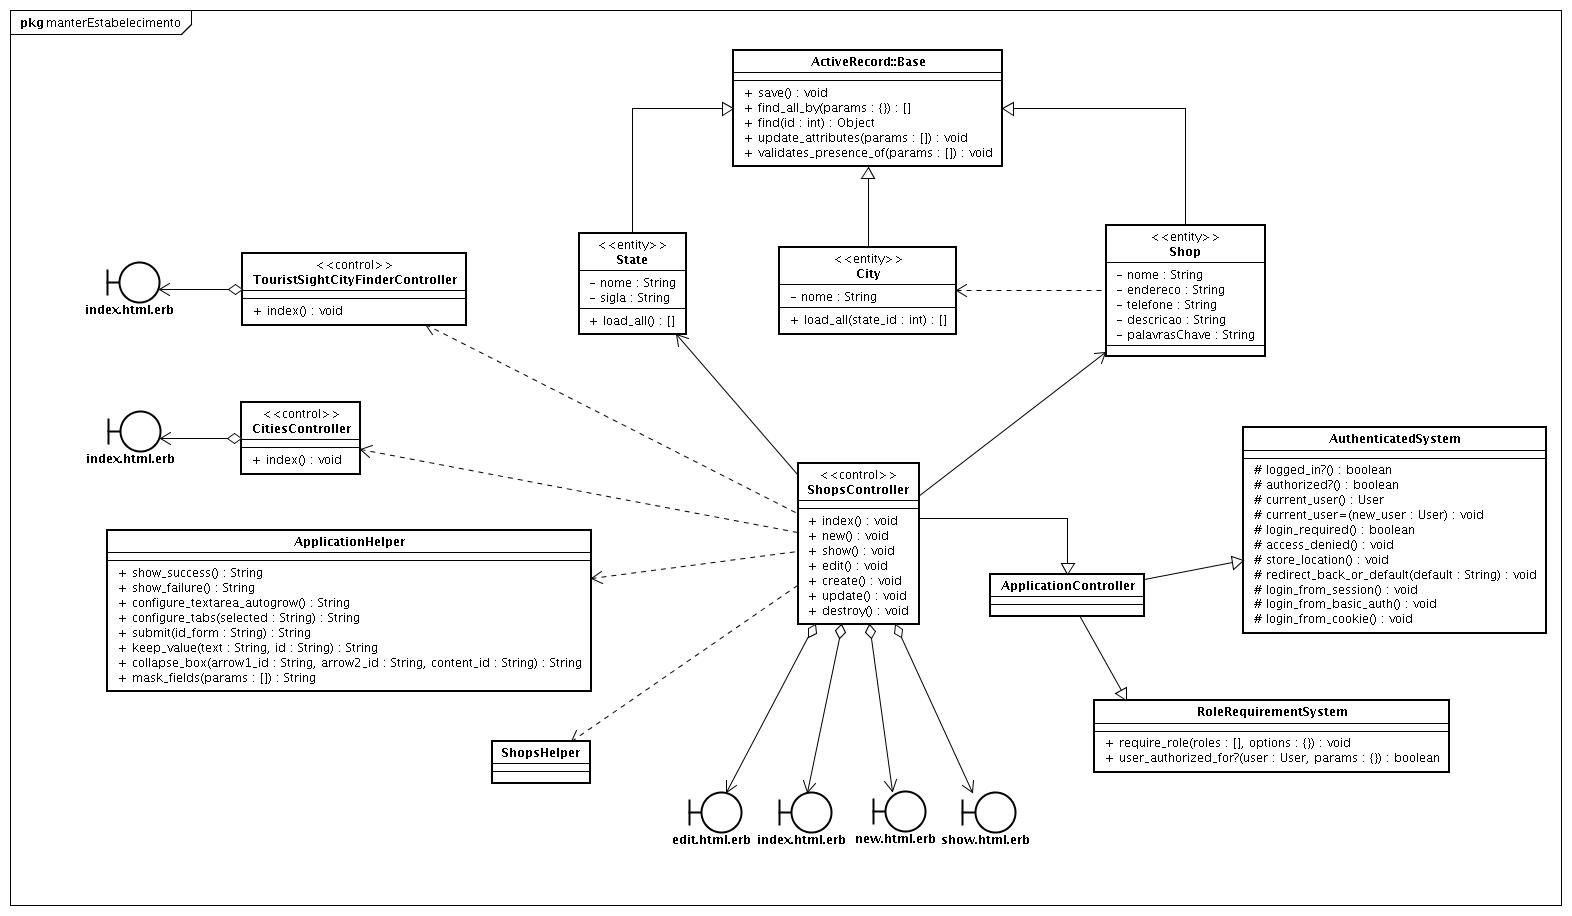 pkg manterEstabelecimento
ActiveRecord::Base
+ save() : void
+ find_all_by(params : {}) : []
+ find(id : int) : Object
+ update_attributes(params : []) : void
+ validates_presence_of(params : []) : void
<<entity>>
State
- nome : String
- sigla : String
+ load_all() : []
<<entity>>
City
- nome : String
+ load_all(state_id : int) : []
<<entity>>
Shop
- nome : String
- endereco : String
- telefone : String
- descricao : String
- palavrasChave : String
index.html.erb
<<control>>
TouristSightCityFinderController
+ index() : void
index.html.erb
<<control>>
CitiesController
+ index() : void
<<control>>
ShopsController
+ index() : void
+ new() : void
+ show() : void
+ edit() : void
+ create() : void
+ update() : void
+ destroy() : void
AuthenticatedSystem
# logged_in?() : boolean
# authorized?() : boolean
# current_user() : User
# current_user=(new_user : User) : void
# login_required() : boolean
# access_denied() : void
# store_location() : void
# redirect_back_or_default(default : String) : void
# login_from_session() : void
# login_from_basic_auth() : void
# login_from_cookie() : void
ApplicationHelper
+ show_success() : String
+ show_failure() : String
+ configure_textarea_autogrow() : String
+ configure_tabs(selected : String) : String
+ submit(id_form : String) : String
+ keep_value(text : String, id : String) : String
+ collapse_box(arrow1_id : String, arrow2_id : String, content_id : String) : String
+ mask_fields(params : []) : String
ApplicationController
RoleRequirementSystem
+ require_role(roles : [], options : {}) : void
+ user_authorized_for?(user : User, params : {}) : boolean
ShopsHelper
edit.html.erb
index.html.erb
new.html.erb
show.html.erb